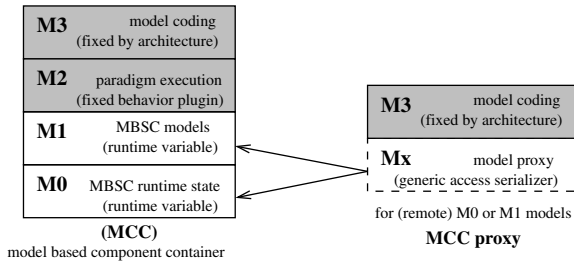 M3 model coding
(fixed by architecture)
M2 paradigm execution
(fixed behavior plugin)
M1 MBSC models
(runtime variable)
M0 MBSC runtime state
(runtime variable)
(MCC)
model based component container
M3 model coding
(fixed by architecture)
Mx model proxy
(generic access serializer)
for (remote) M0 or M1 models
MCC proxy